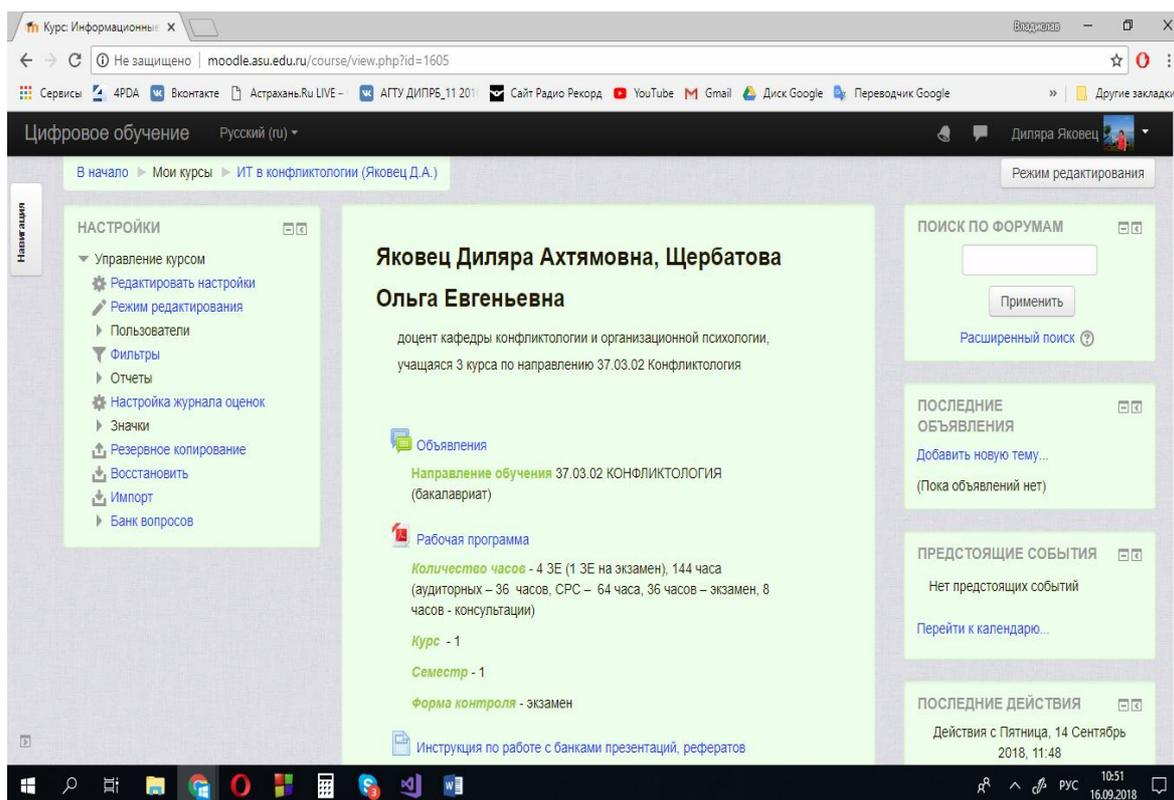 Курс: Информационные
Владислав
Не защищено | moodle.asu.edu.ru/course/view.php?id=1605
Сервисы 4PDA Вконтакте Астрахань.Ru LIVE – АГТУ ДИПРБ_11 201 Сайт Радио Рекорд YouTube Gmail Диск Google Переводчик Google » Другие закладки
Цифровое обучение Русский (ru) Диляра Яковец
В начало Мои курсы ИТ в конфликтологии (Яковец Д.А.)
Режим редактирования
Навигация
НАСТРОЙКИ
Управление курсом
Редактировать настройки
Режим редактирования
Пользователи
Фильтры
Отчеты
Настройка журнала оценок
Значки
Резервное копирование
Восстановить
Импорт
Банк вопросов
Яковец Диляра Ахтямовна, Щербатова
Ольга Евгеньевна
доцент кафедры конфликтологии и организационной психологии,
учащаяся 3 курса по направлению 37.03.02 Конфликтология
Объявления
Направление обучения 37.03.02 КОНФЛИКТОЛОГИЯ
(бакалавриат)
Рабочая программа
Количество часов - 4 ЗЕ (1 ЗЕ на экзамен), 144 часа
(аудиторных – 36 часов, СРС – 64 часа, 36 часов – экзамен, 8
часов - консультации)
Курс - 1
Семестр - 1
Форма контроля - экзамен
Инструкция по работе с банками презентаций, рефератов
ПОИСК ПО ФОРУМАМ
Применить
Расширенный поиск
ПОСЛЕДНИЕ
ОБЪЯВЛЕНИЯ
Добавить новую тему...
(Пока объявлений нет)
ПРЕДСТОЯЩИЕ СОБЫТИЯ
Нет предстоящих событий
Перейти к календарю...
ПОСЛЕДНИЕ ДЕЙСТВИЯ
Действия с Пятница, 14 Сентябрь
2018, 11:48
РУС
10:51
16.09.2018